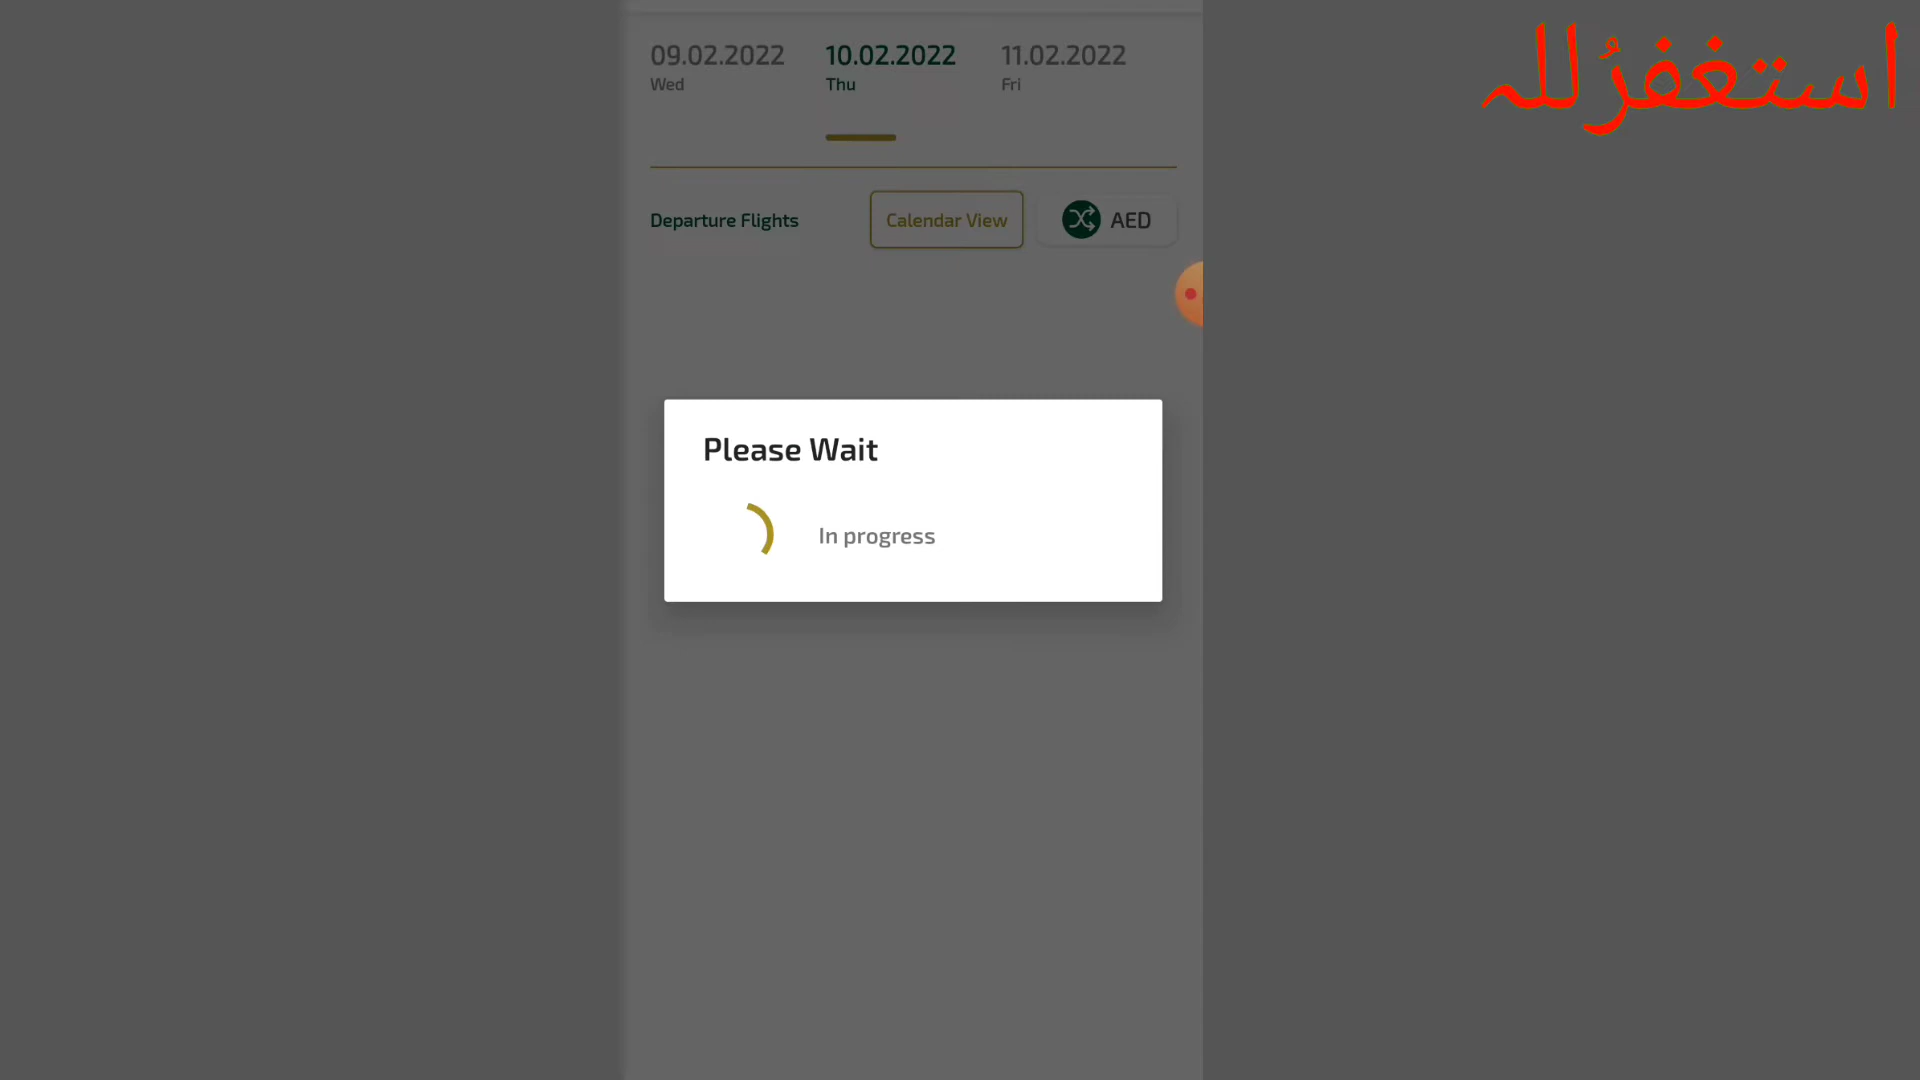 استغفرُللہ
09.02.2022 10.02.2022 11.02.2022
Wed Thu Fri
Departure Flights Calendar View AED
Please Wait
In progress